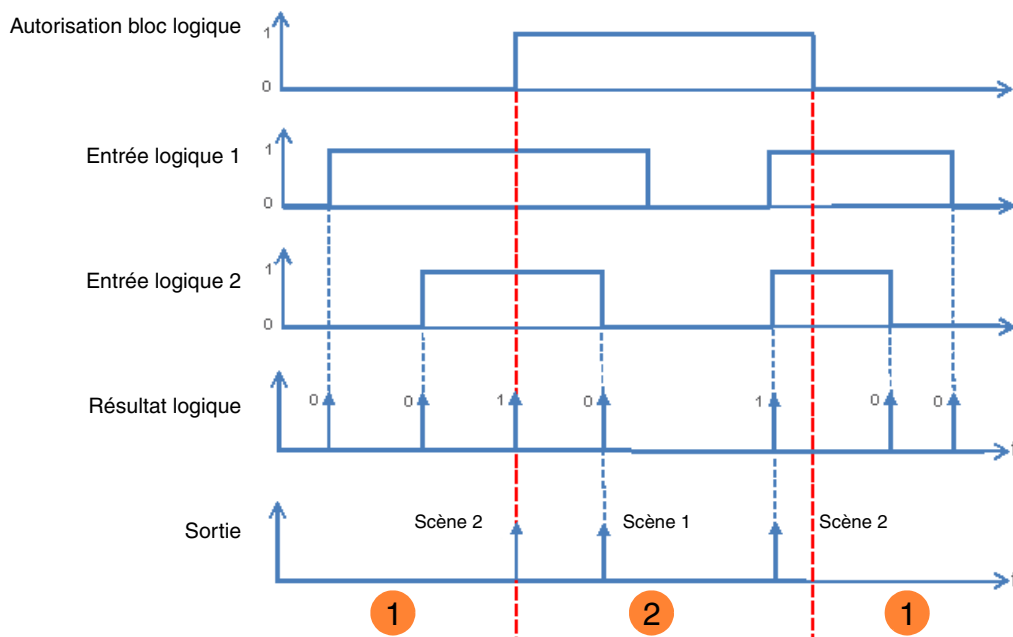 Autorisation bloc logique
1
0
Entrée logique 1
1
0
Entrée logique 2
1
0
Résultat logique
0 0 1 0 1 0 0
t
Sortie
Scène 2 Scène 1 Scène 2
t
1 2 1